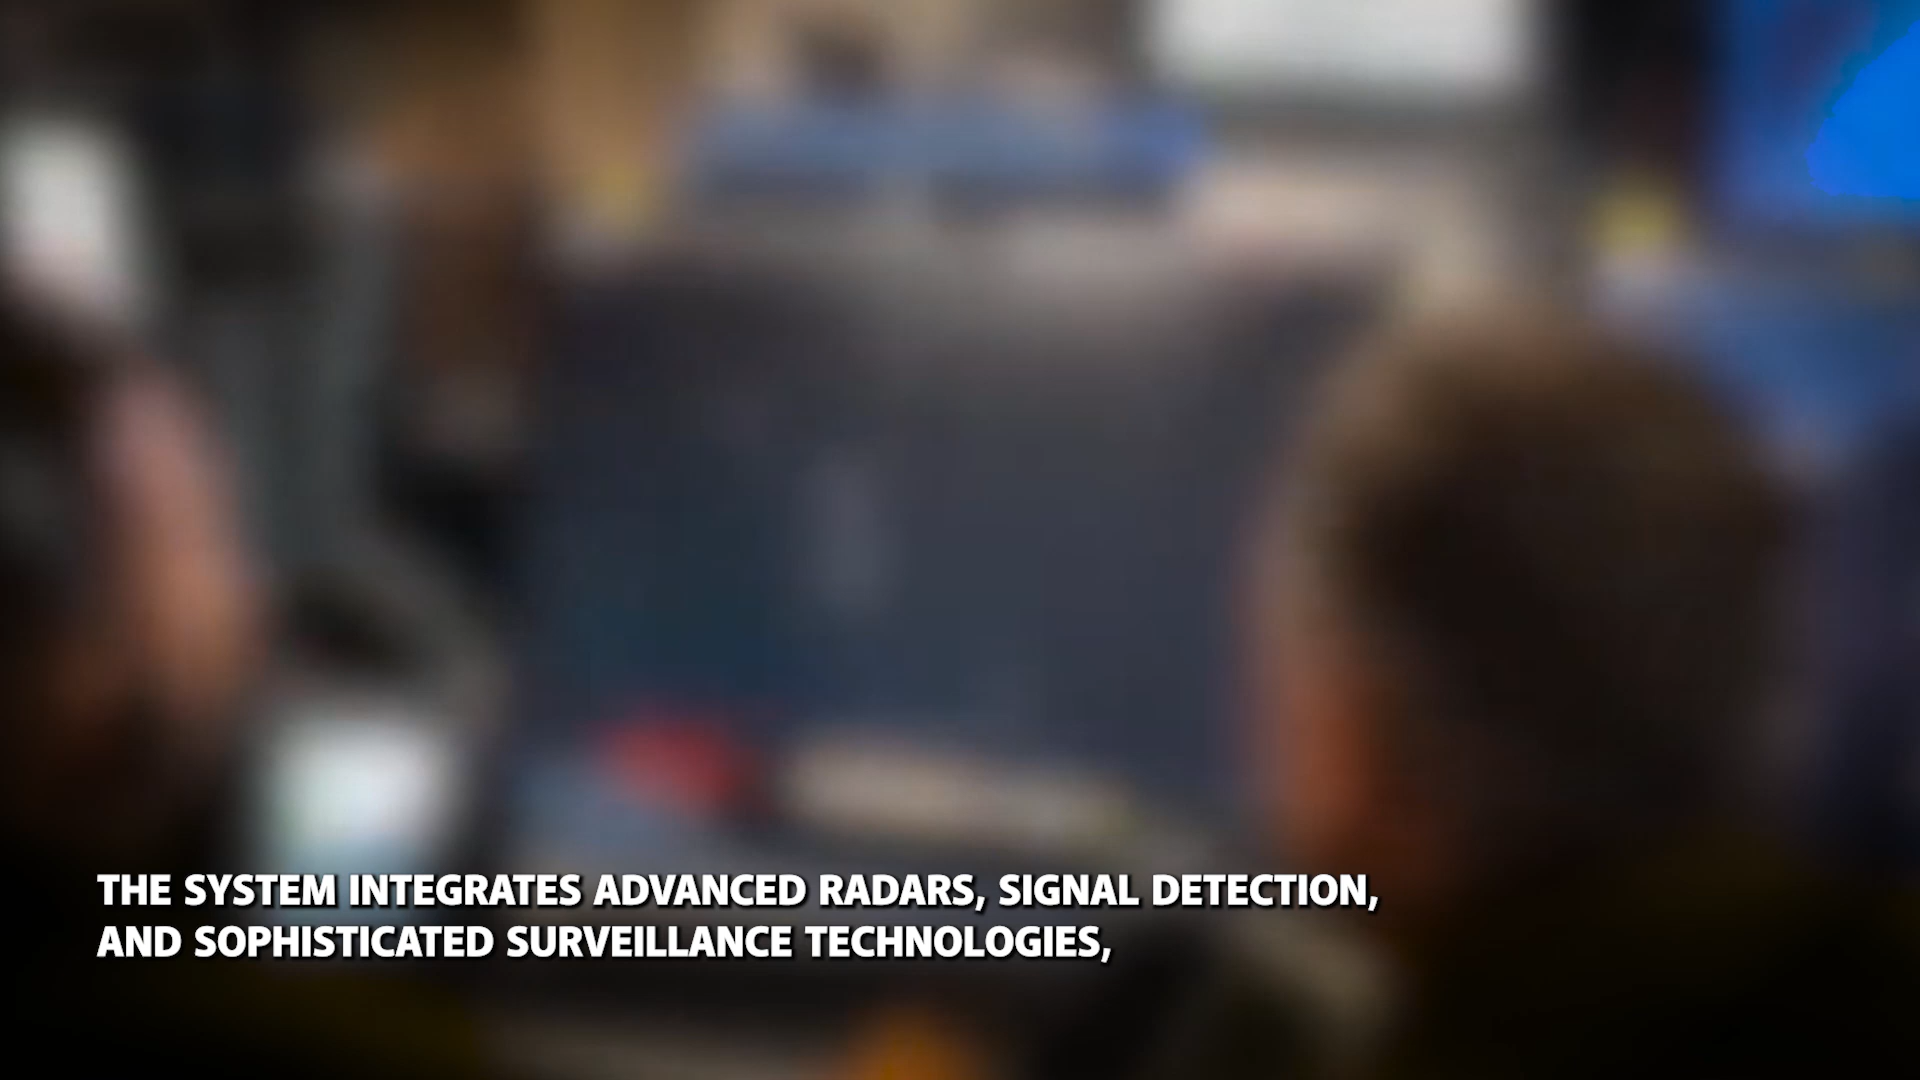 THE SYSTEM INTEGRATES ADVANCED RADARS, SIGNAL DETECTION,
AND SOPHISTICATED SURVEILLANCE TECHNOLOGIES,